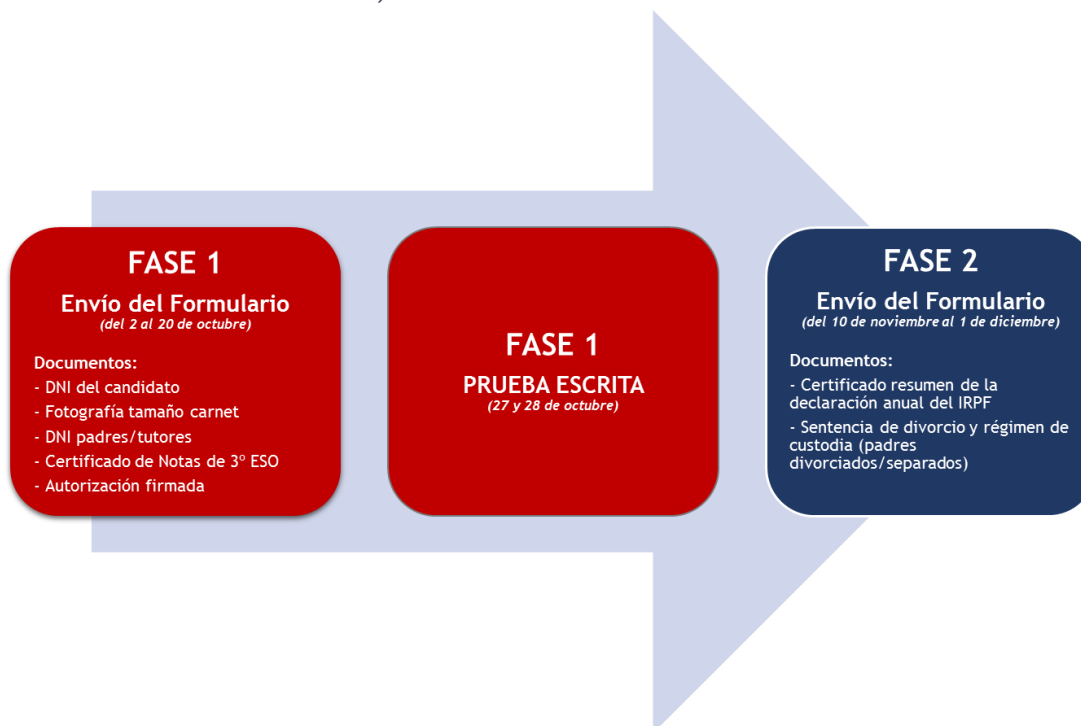 FASE 1
Envío del Formulario
(del 2 al 20 de octubre)
Documentos:
- DNI del candidato
- Fotografía tamaño carnet
- DNI padres/tutores
- Certificado de Notas de 3º ESO
- Autorización firmada
FASE 1
PRUEBA ESCRITA
(27 y 28 de octubre)
FASE 2
Envío del Formulario
(del 10 de noviembre al 1 de diciembre)
Documentos:
- Certificado resumen de la
declaración anual del IRPF
- Sentencia de divorcio y régimen de
custodia (padres
divorciados/separados)